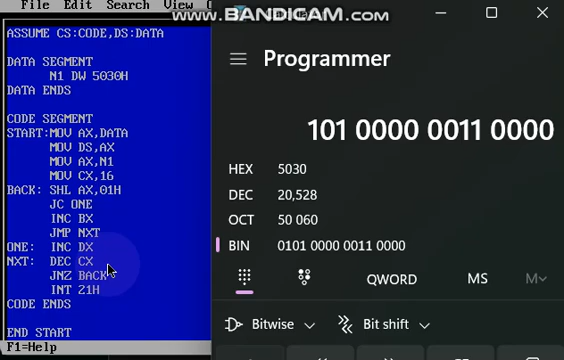 www.BANDICAM.com
File Edit Search View O
ASSUME CS:CODE,DS:DATA
DATA SEGMENT
N1 DW 5030H
DATA ENDS
CODE SEGMENT
START:MOV AX,DATA
MOV DS,AX
MOV AX,N1
MOV CX,16
BACK: SHL AX,01H
JC ONE
INC BX
JMP NXT
ONE: INC DX
NXT: DEC CX
JNZ BACK
INT 21H
CODE ENDS
END START
F1=Help
Programmer
101 0000 0011 0000
HEX 5030
DEC 20,528
OCT 50 060
BIN 0101 0000 0011 0000
QWORD MS M
Bitwise Bit shift